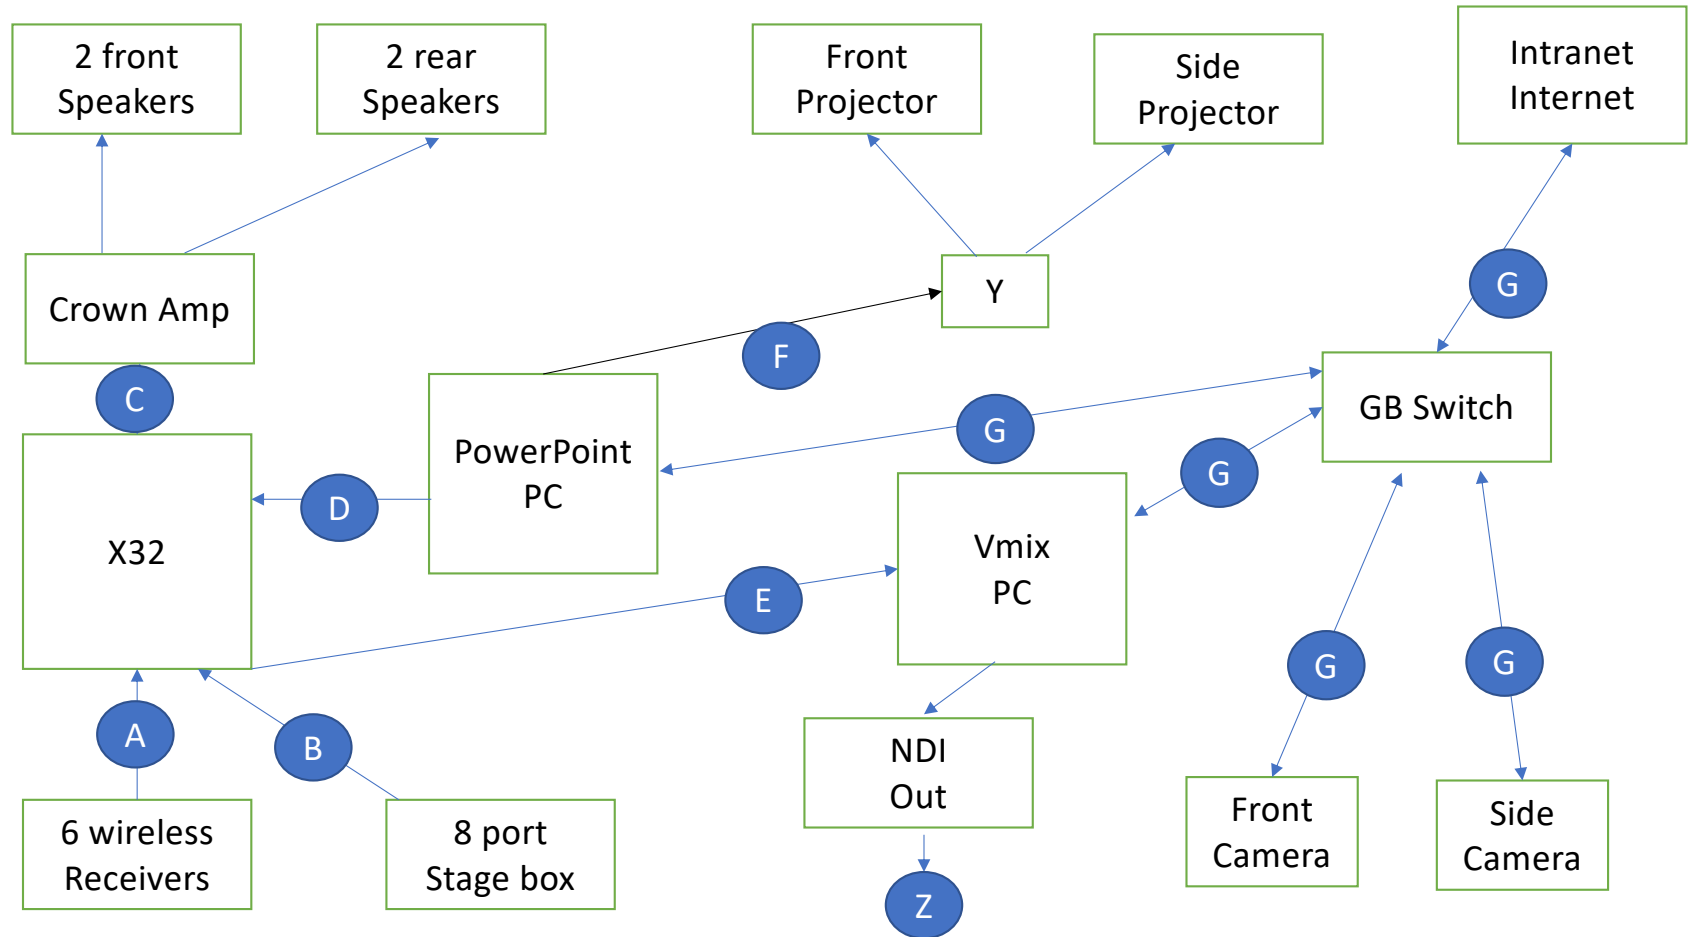 2 front
Speakers
2 rear
Speakers
Front
Projector
Side
Projector
Intranet
Internet
Crown Amp
Y
G
C
F
GB Switch
PowerPoint
PC
G
G
D
X32
Vmix
PC
E
G
G
A
B
NDI
Out
6 wireless
Receivers
8 port
Stage box
Front
Camera
Side
Camera
Z